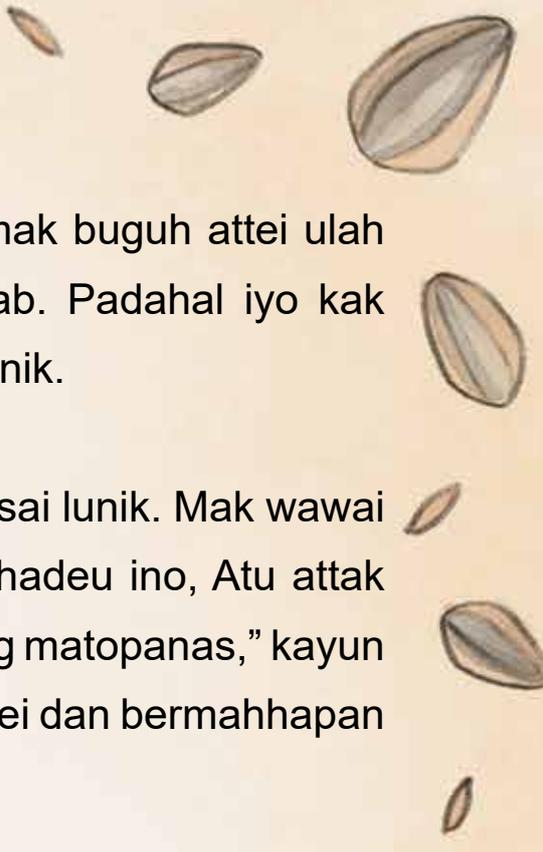 mak buguh attei ulah
ab. Padahal iyo kak
nik.
sai lunik. Mak wawai
hadeu ino, Atu attak
g matopanas,” kayun
ei dan bermahhapan